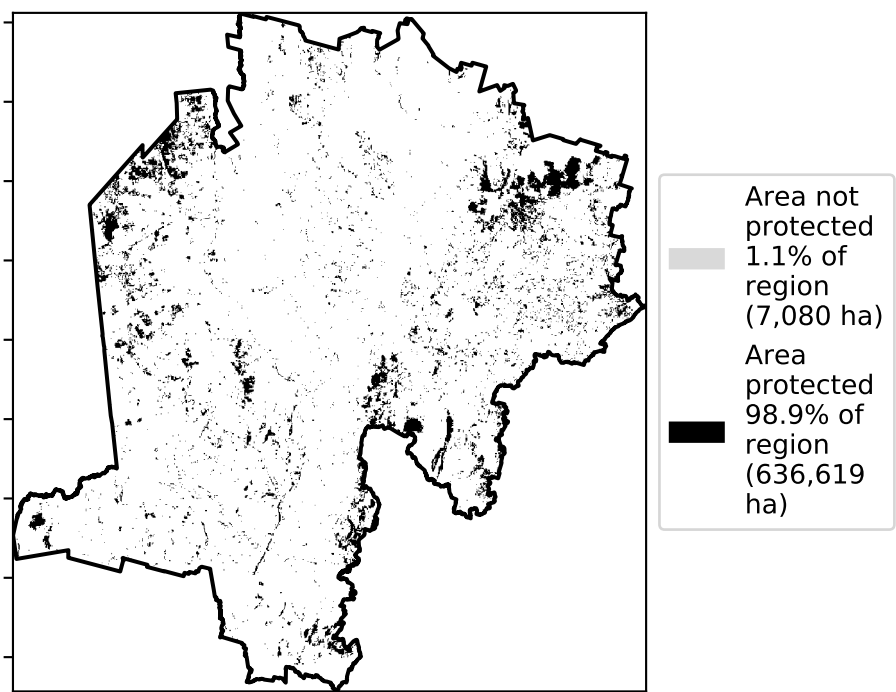 Area not
protected
1.1% of
region
(7,080 ha)
Area
protected
98.9% of
region
(636,619
ha)